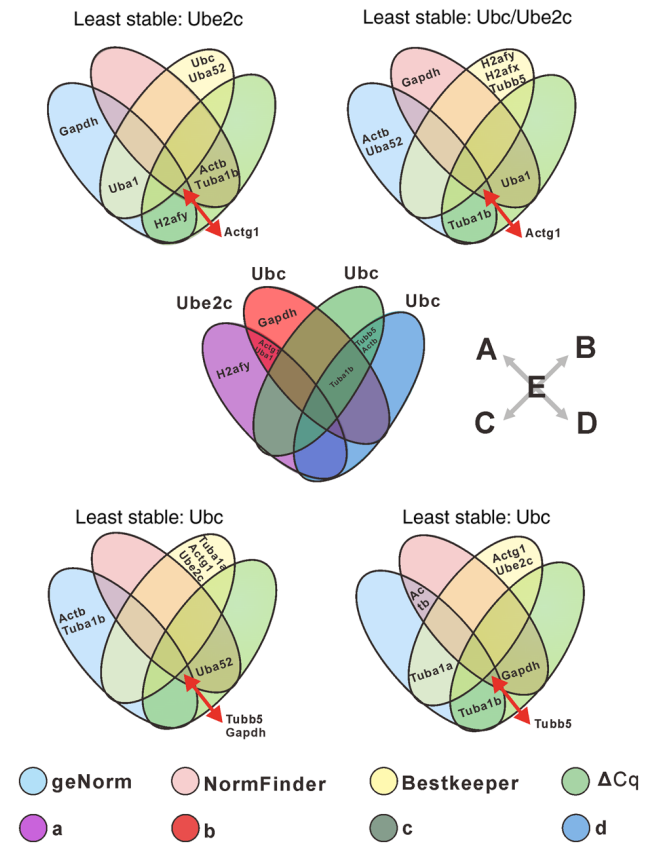 Least stable: Ube2c
Least stable: Ubc/Ube2c
Ubc
Uba52
Gapdh
Uba1
Actb
Tuba1b
H2afy
Actg1
H2afy
H2afx
Tubb5
Gapdh
Actb
Uba52
Uba1
Tuba1b
Actg1
Ubc
Ubc
Ube2c
Ubc
Gapdh
Actg1
Uba1
Tubb5
Actb
H2afy
Tuba1b
A
B
E
C
D
Least stable: Ubc
Least stable: Ubc
Tuba1a
Actg1
Ube2c
Actb
Tuba1b
Uba52
Tubb5
Gapdh
Actg1
Ube2c
Ac
tb
Tuba1a
Gapdh
Tuba1b
Tubb5
geNorm
NormFinder
Bestkeeper
ΔCq
a
b
c
d